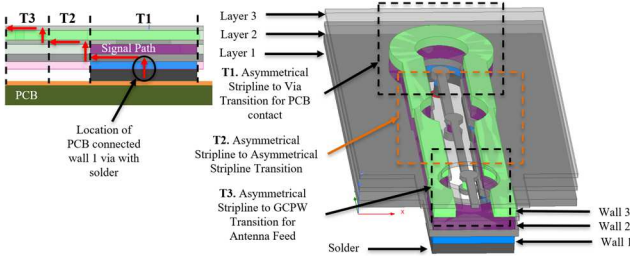 T3
T2
T1
Signal Path
PCB
Location of
PCB connected
wall 1 via with
solder
Layer 3
Layer 2
Layer 1
T1. Asymmetrical
Stripline to Via
Transition for PCB
contact
T2. Asymmetrical
Stripline to Asymmetrical
Stripline Transition
T3. Asymmetrical
Stripline to GCPW
Transition for
Antenna Feed
Solder
x
Wall 3
Wall 2
Wall 1